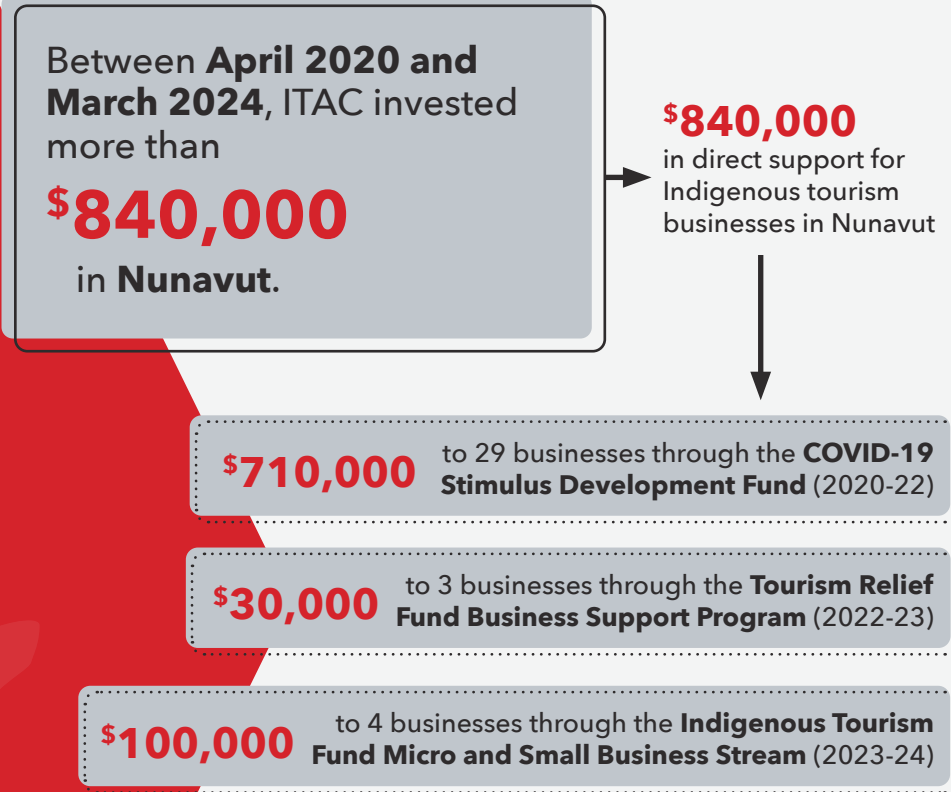 Between April 2020 and
March 2024, ITAC invested
more than
$840,000
in Nunavut.
$840,000
in direct support for
Indigenous tourism
businesses in Nunavut
$710,000 to 29 businesses through the COVID-19
Stimulus Development Fund (2020-22)
$30,000 to 3 businesses through the Tourism Relief
Fund Business Support Program (2022-23)
$100,000 to 4 businesses through the Indigenous Tourism
Fund Micro and Small Business Stream (2023-24)